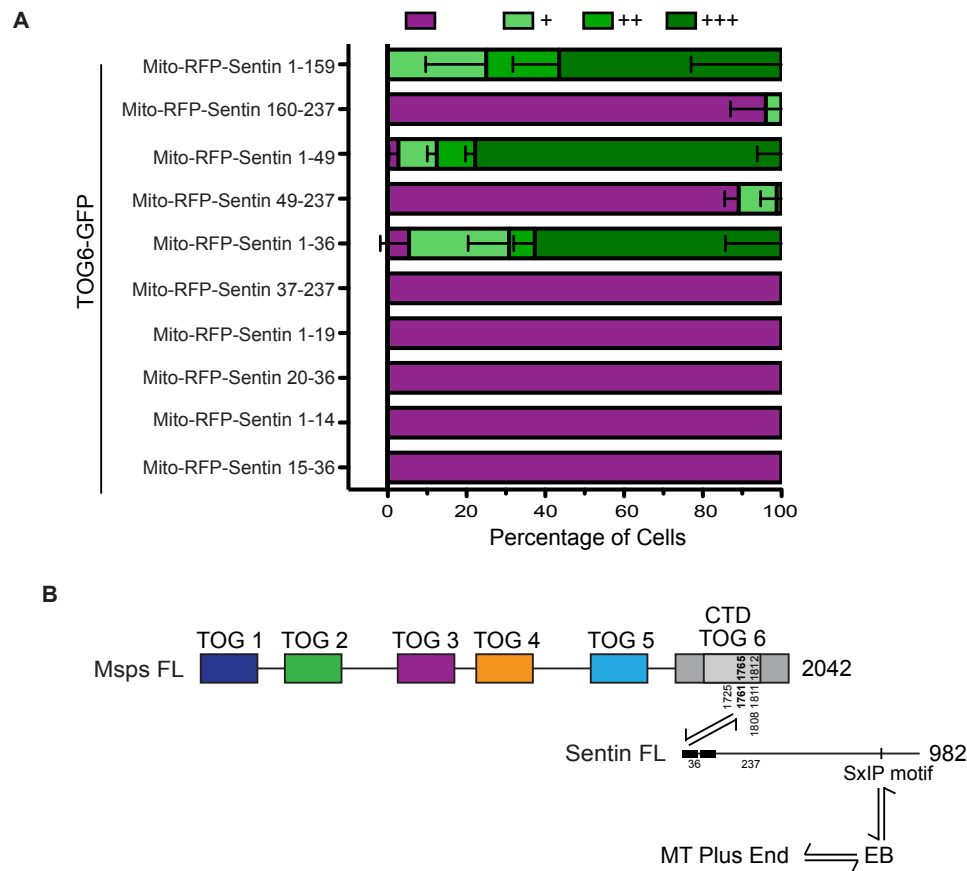 A
+ ++ +++
TOG6-GFP
Mito-RFP-Sentin 1-159
Mito-RFP-Sentin 160-237
Mito-RFP-Sentin 1-49
Mito-RFP-Sentin 49-237
Mito-RFP-Sentin 1-36
Mito-RFP-Sentin 37-237
Mito-RFP-Sentin 1-19
Mito-RFP-Sentin 20-36
Mito-RFP-Sentin 1-14
Mito-RFP-Sentin 15-36
0 20 40 60 80 100
Percentage of Cells
B
CTD
TOG 1 TOG 2 TOG 3 TOG 4 TOG 5 TOG 6
Msps FL 2042
1765 1812
1725 1761 1811
1808
Sentin FL 982
36 237 SxIP motif
MT Plus End EB